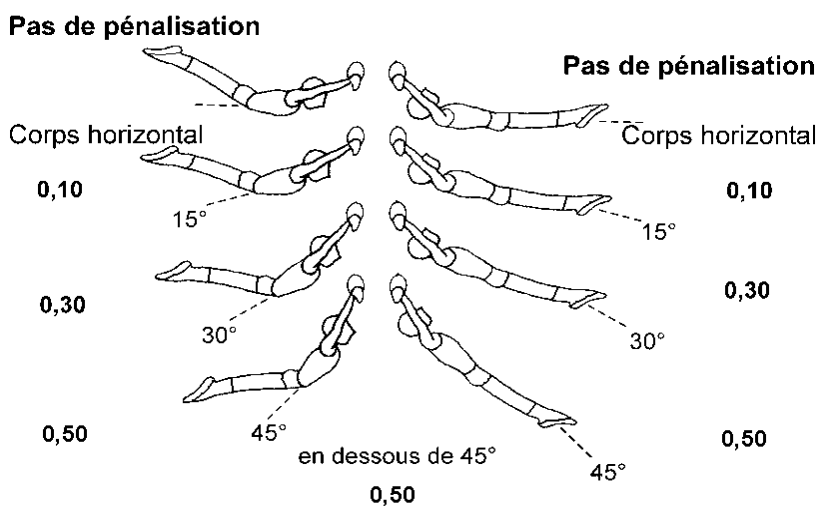 Pas de pénalisation
Pas de pénalisation
Corps horizontal
Corps horizontal
0,10
0,10
15°
15°
0,30
0,30
30°
30°
0,50
0,50
45°
45°
en dessous de 45°
0,50